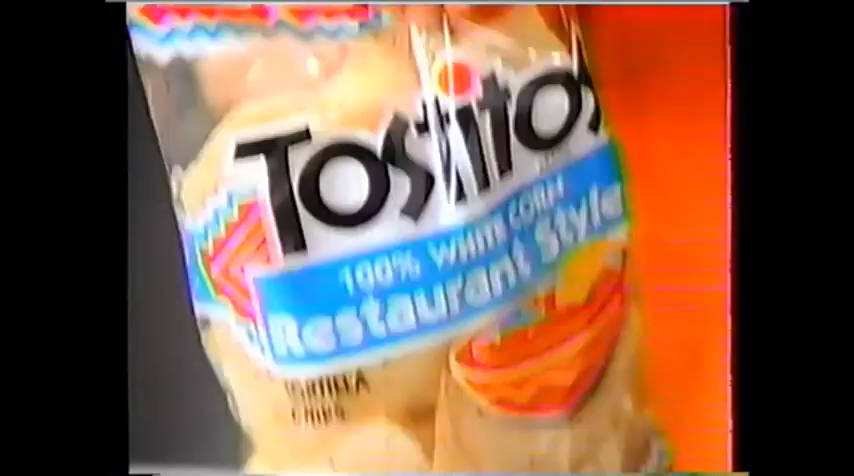 Tostitos
100% WHITE CORN
Restaurant Style
TORTILLA
CHIPS